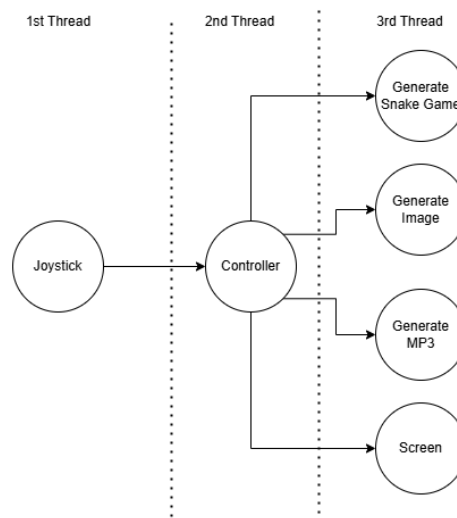 1st Thread
2nd Thread
3rd Thread
Generate
Snake Game
Generate
Image
Joystick
Controller
Generate
MP3
Screen